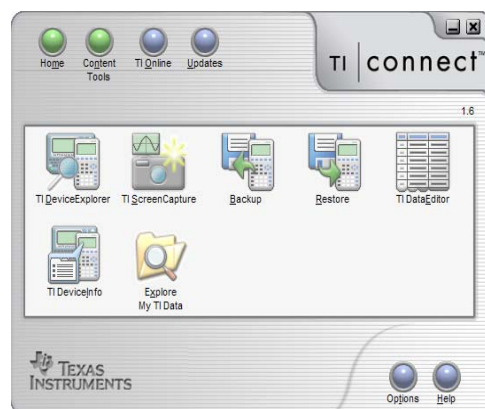 Home Content Tools TI Online Updates
TI connect™
1.6
TI DeviceExplorer TI ScreenCapture Backup Restore TI DataEditor
TI DeviceInfo Explore My TI Data
TEXAS
INSTRUMENTS
Options Help